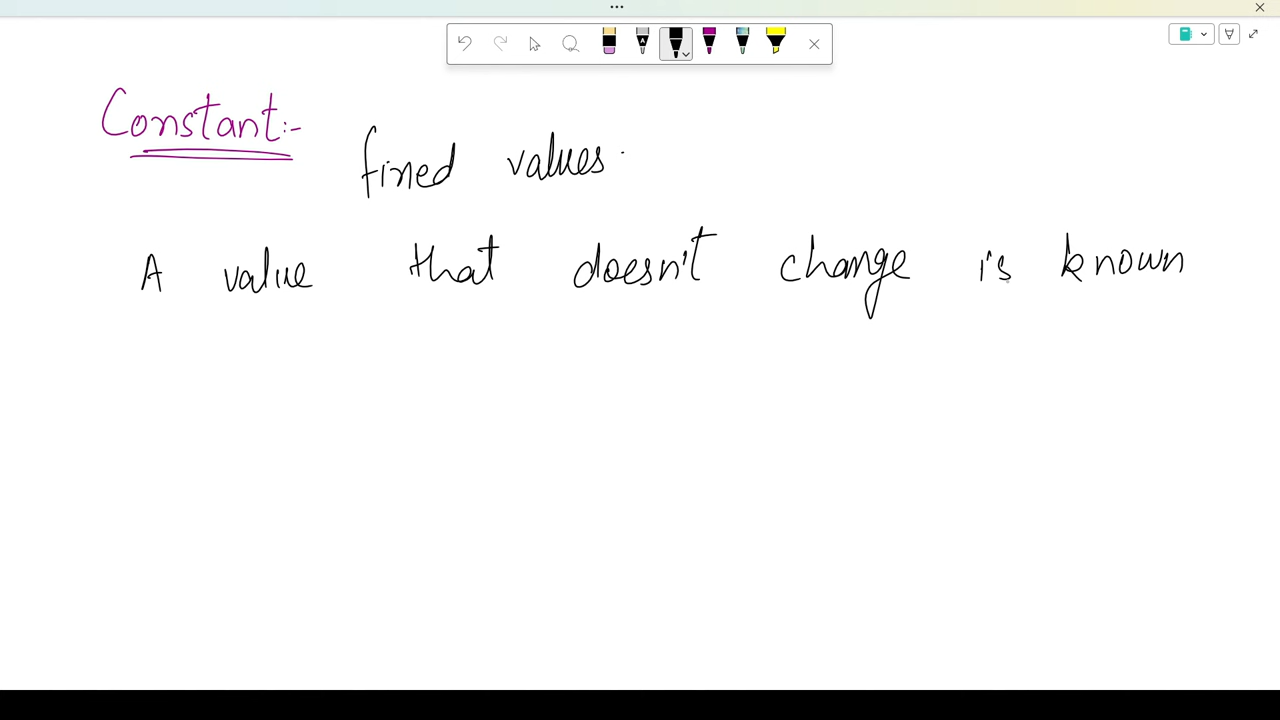 Constant:-
fixed values.
A value that doesn't change is known